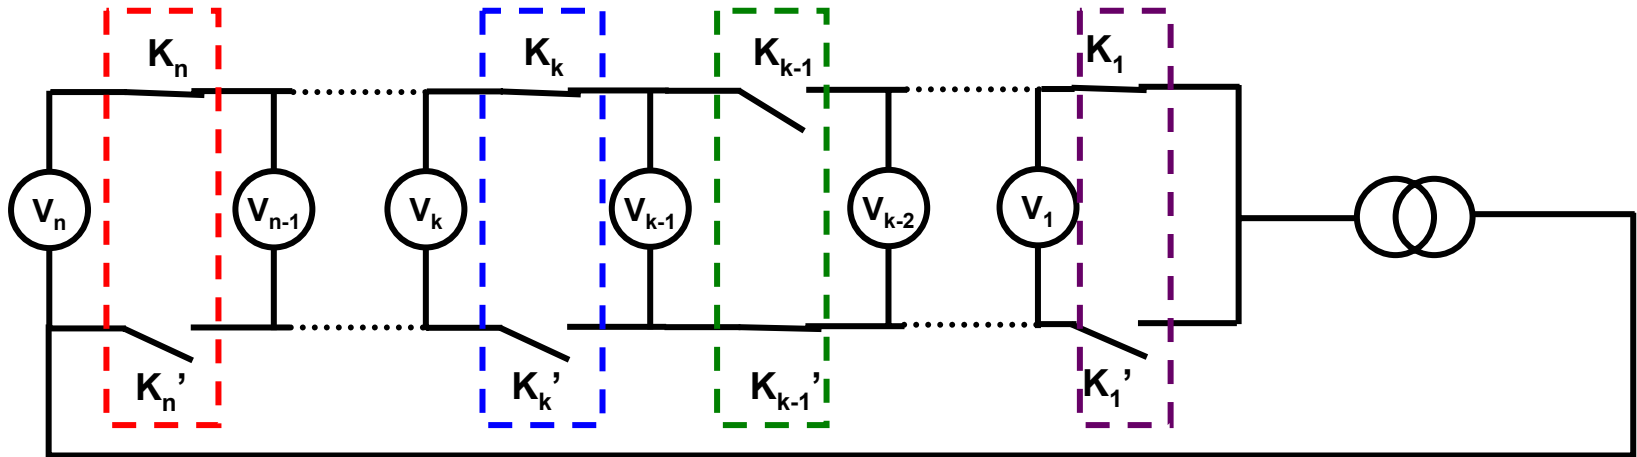 Kₙ Kₖ Kₖ₋₁ K₁
Vₙ Vₙ₋₁ Vₖ Vₖ₋₁ Vₖ₋₂ V₁
Kₙ’ Kₖ’ Kₖ₋₁’ K₁’